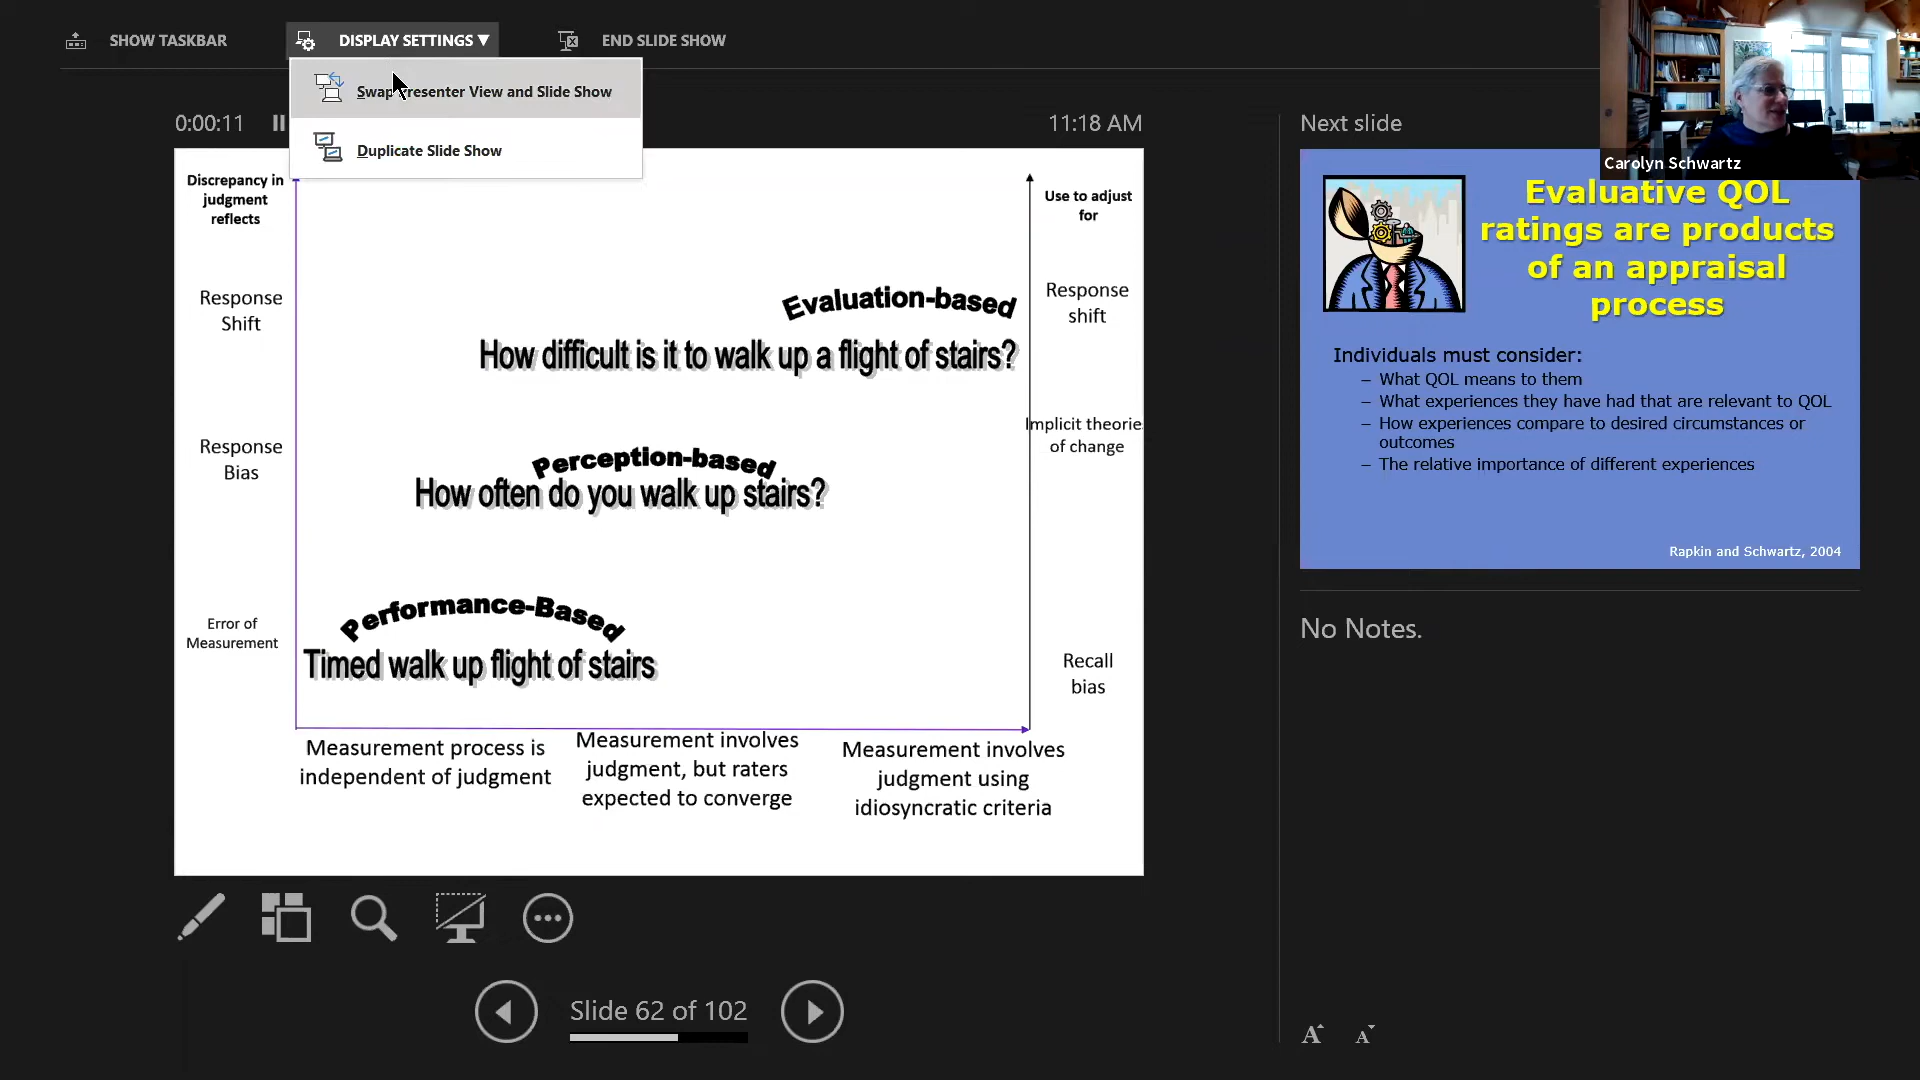 SHOW TASKBAR
DISPLAY SETTINGS ▼
END SLIDE SHOW
Swap Presenter View and Slide Show
Duplicate Slide Show
0:00:11
11:18 AM
Next slide
Carolyn Schwartz
Discrepancy in
judgment
reflects
Use to adjust
for
Response
Shift
Evaluation-based
Response
shift
How difficult is it to walk up a flight of stairs?
Response
Bias
Perception-based
How often do you walk up stairs?
Implicit theorie
of change
Error of
Measurement
Performance-Based
Timed walk up flight of stairs
Recall
bias
Measurement process is
independent of judgment
Measurement involves
judgment, but raters
expected to converge
Measurement involves
judgment using
idiosyncratic criteria
Evaluative QOL
ratings are products
of an appraisal
process
Individuals must consider:
– What QOL means to them
– What experiences they have had that are relevant to QOL
– How experiences compare to desired circumstances or
outcomes
– The relative importance of different experiences
Rapkin and Schwartz, 2004
No Notes.
Slide 62 of 102
A A